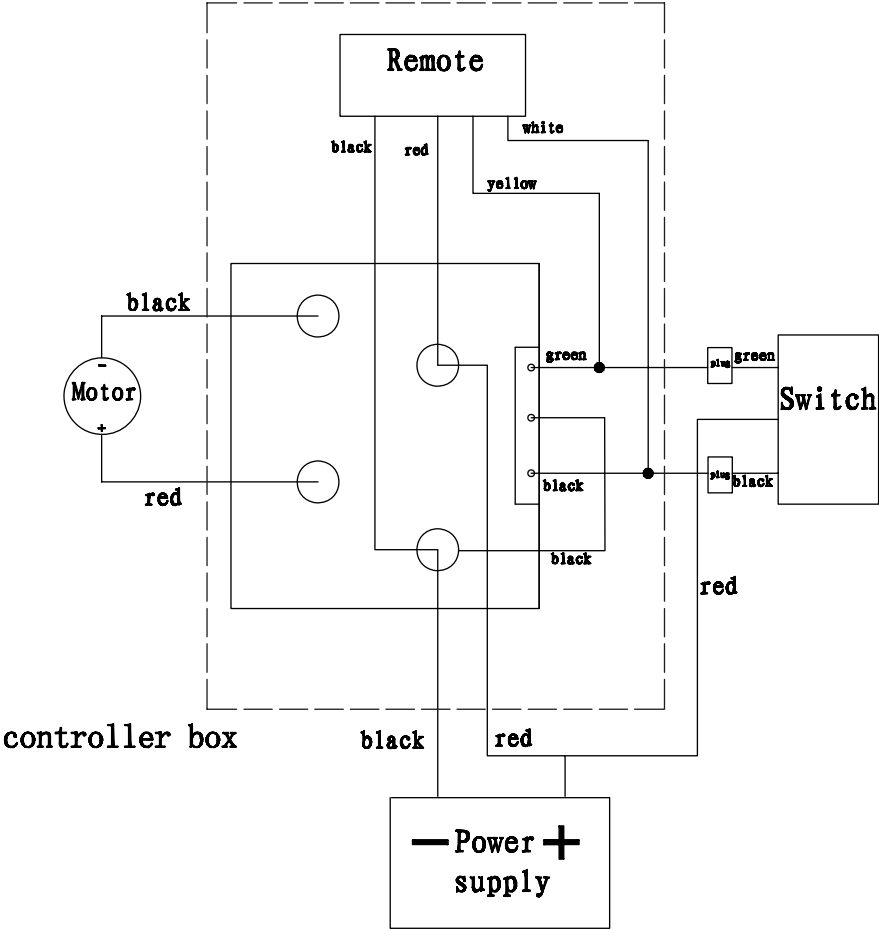 Remote
white
black
red
yellow
black
green
plug
green
-
Motor
+
Switch
red
black
plug
black
black
red
controller box
black
red
- Power +
supply